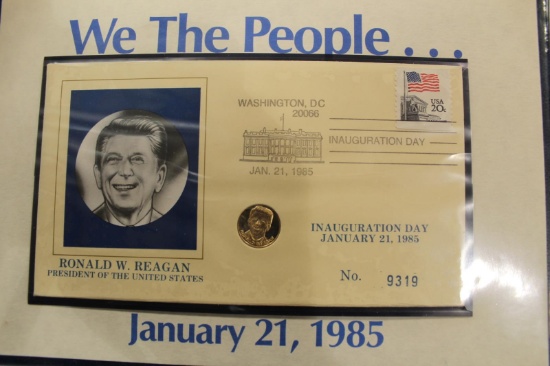 We The People . . .
WASHINGTON, DC
20066
INAUGURATION DAY
JAN. 21, 1985
USA
20c
RONALD W. REAGAN
PRESIDENT OF THE UNITED STATES
INAUGURATION DAY
JANUARY 21, 1985
No. 9319
January 21, 1985